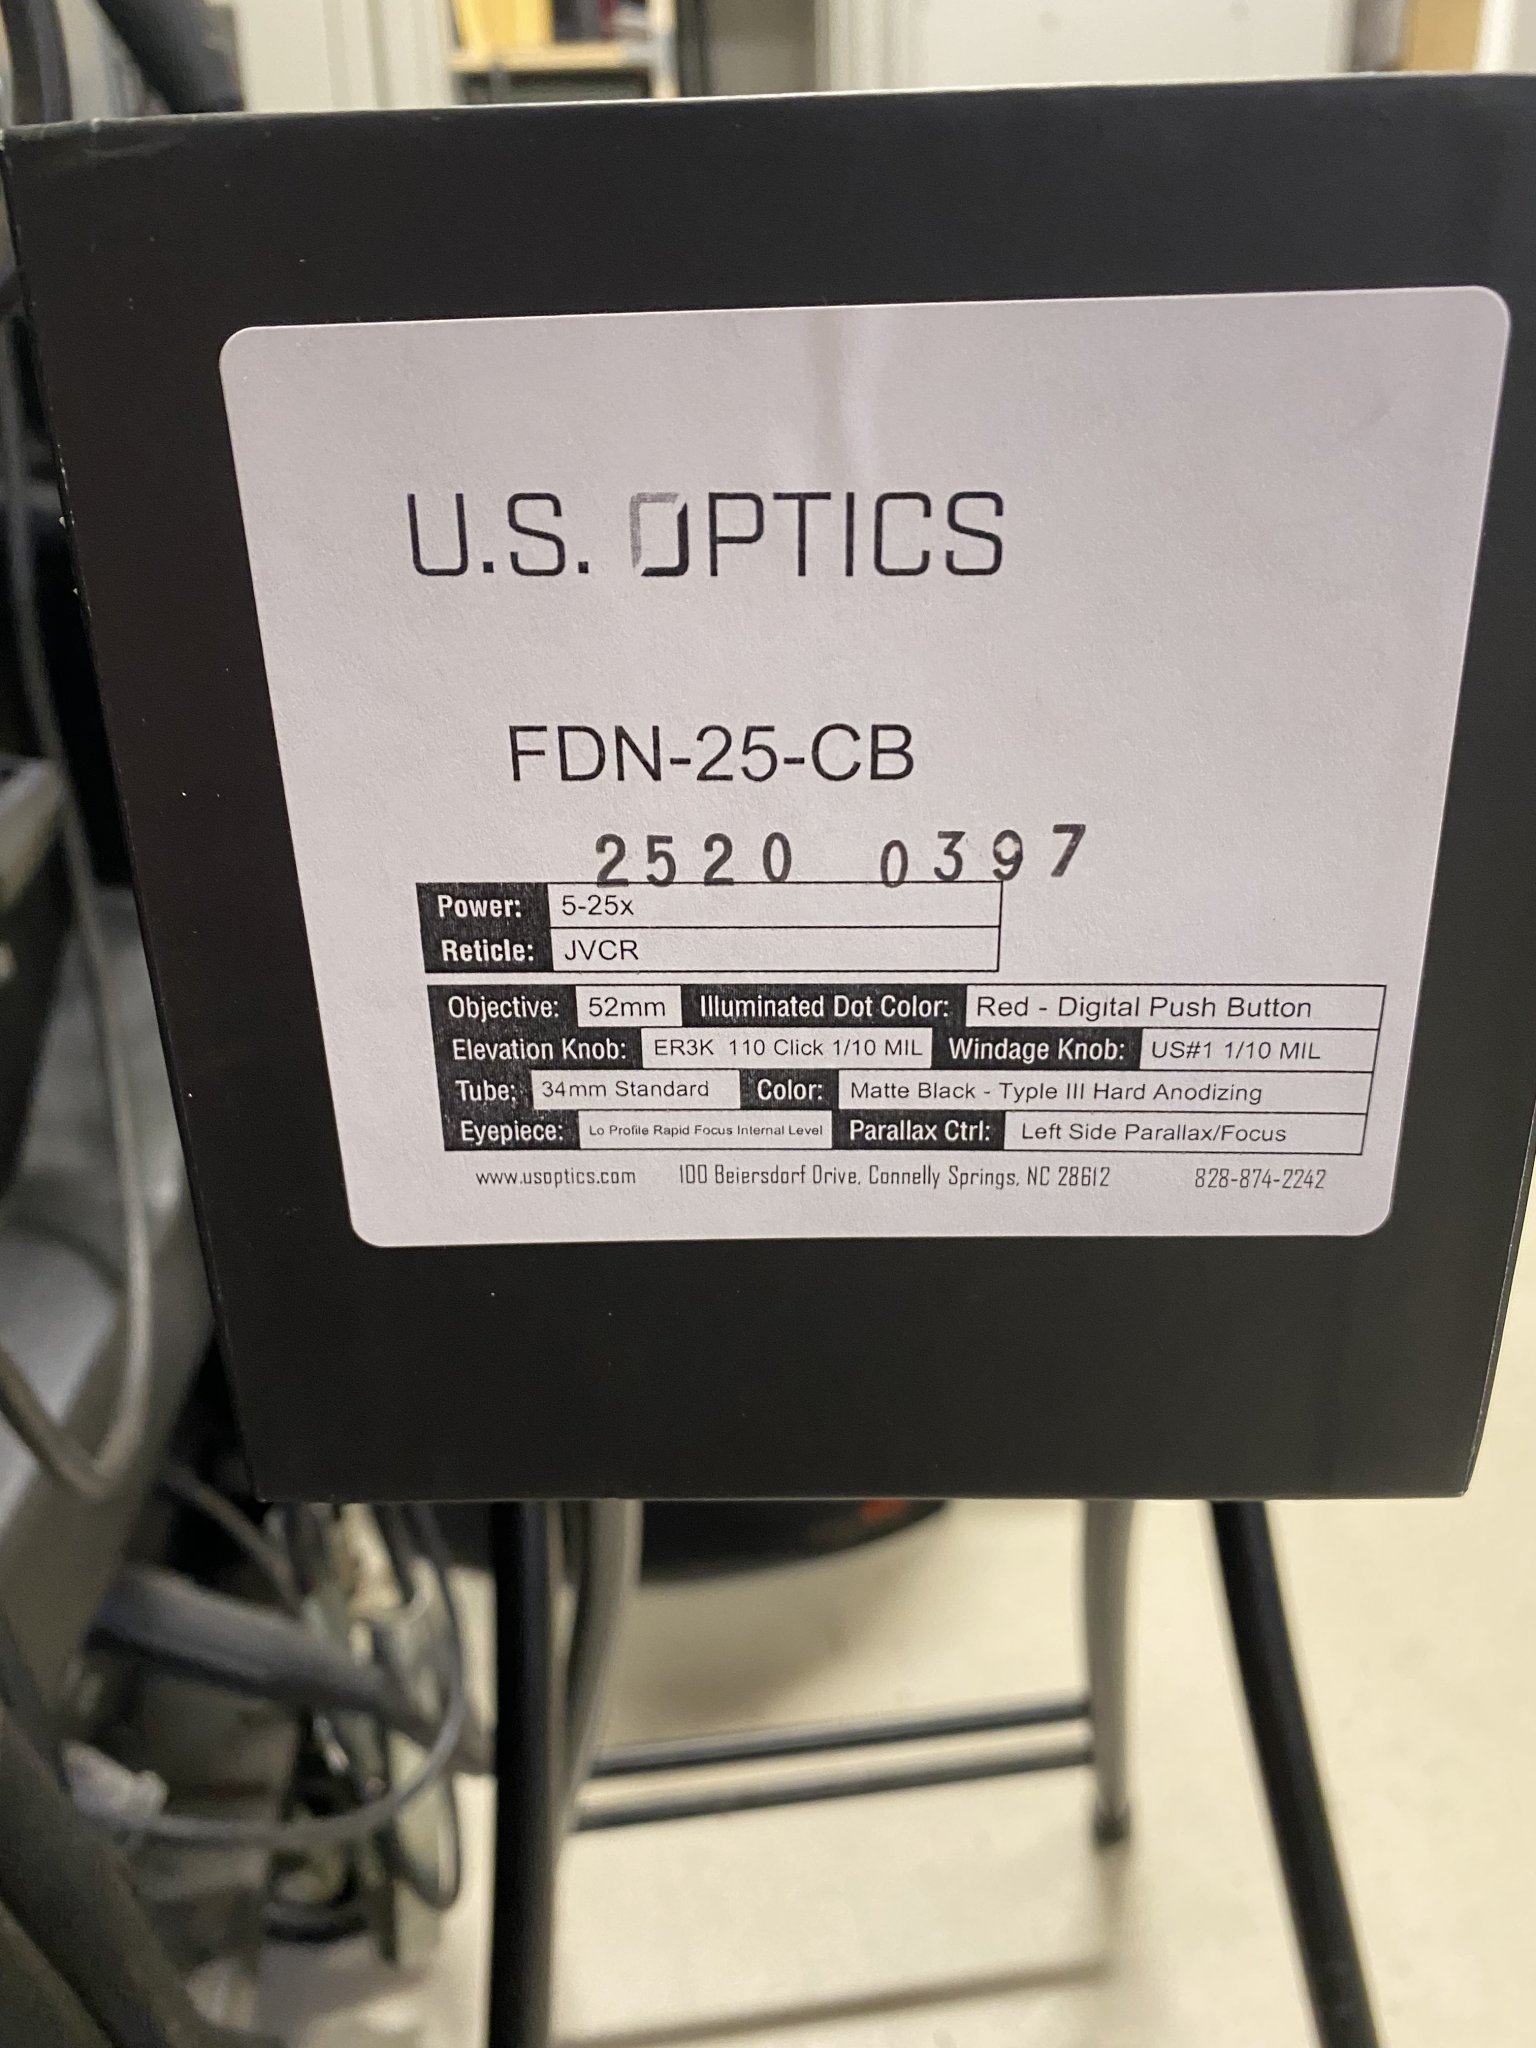 U.S. OPTICS
FDN-25-CB
2520 0397
Power: 5-25x
Reticle: JVCR
Objective: 52mm Illuminated Dot Color: Red - Digital Push Button
Elevation Knob: ER3K 110 Click 1/10 MIL Windage Knob: US#1 1/10 MIL
Tube: 34mm Standard Color: Matte Black - Typle III Hard Anodizing
Eyepiece: Lo Profile Rapid Focus Internal Level Parallax Ctrl: Left Side Parallax/Focus
www.usoptics.com 100 Beiersdorf Drive, Connelly Springs, NC 28612 828-874-2242